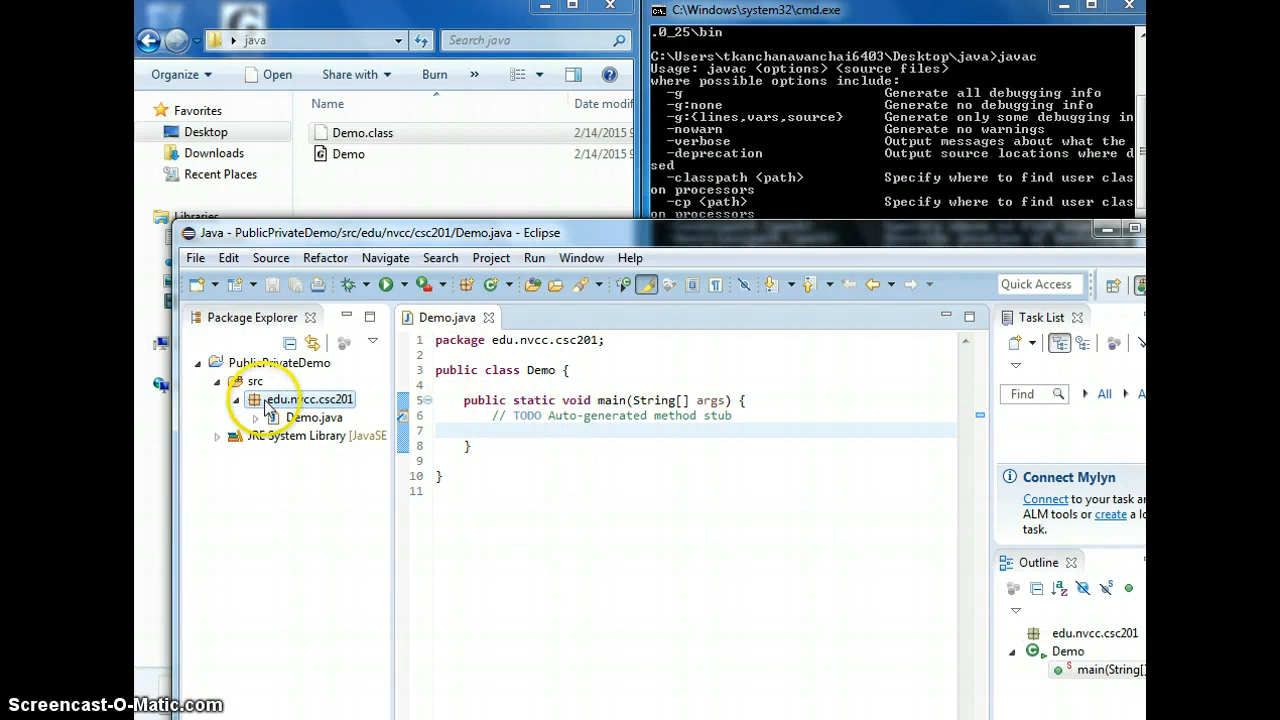 java
Search java
Organize
Open
Share with
Burn
»
Name
Date modif
Favorites
Desktop
Downloads
Recent Places
Libraries
Demo.class
2/14/2015 9
Demo
2/14/2015 9
C:\Windows\system32\cmd.exe
.0_25\bin
C:\Users\tkanchanawanchai6403\Desktop\java>javac
Usage: javac <options> <source files>
where possible options include:
-g Generate all debugging info
-g:none Generate no debugging info
-g:{lines,vars,source} Generate only some debugging in
-nowarn Generate no warnings
-verbose Output messages about what the
-deprecation Output source locations where d
sed
-classpath <path> Specify where to find user clas
on processors
-cp <path> Specify where to find user clas
on processors
Java - PublicPrivateDemo/src/edu/nvcc/csc201/Demo.java - Eclipse
File Edit Source Refactor Navigate Search Project Run Window Help
Quick Access
Package Explorer
PublicPrivateDemo
src
edu.nvcc.csc201
Demo.java
JRE System Library [JavaSE
Demo.java
1 package edu.nvcc.csc201;
2
3 public class Demo {
4
5 public static void main(String[] args) {
6 // TODO Auto-generated method stub
7
8 }
9
10 }
11
Task List
Find
All
A
Connect Mylyn
Connect to your task an
ALM tools or create a lo
task.
Outline
edu.nvcc.csc201
Demo
main(String[]
Screencast-O-Matic.com